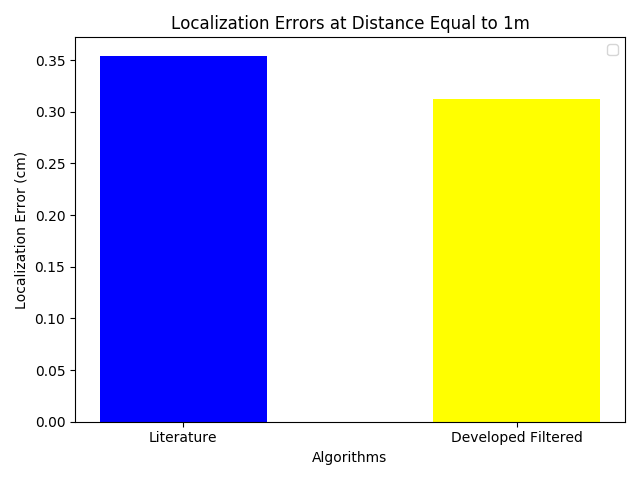 Localization Errors at Distance Equal to 1m
0.35
0.30
0.25
0.20
0.15
0.10
0.05
0.00
Localization Error (cm)
Literature
Developed Filtered
Algorithms